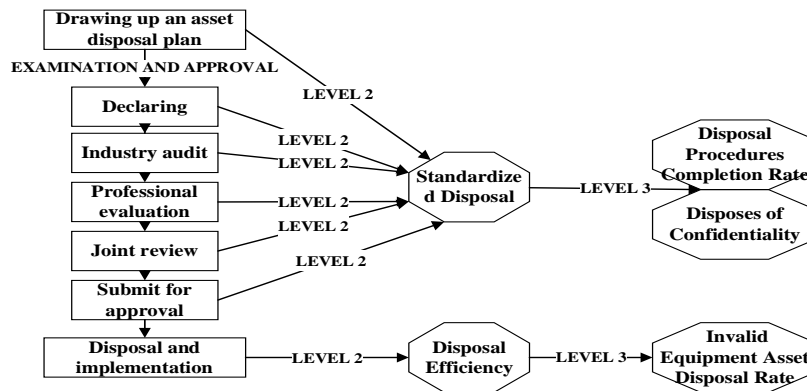 Drawing up an asset
disposal plan
EXAMINATION AND APPROVAL
LEVEL 2
Declaring
LEVEL 2
Industry audit
LEVEL 2
Professional
evaluation
LEVEL 2
Joint review
LEVEL 2
Submit for
approval
LEVEL 2
Standardize
d Disposal
LEVEL 3
Disposal
Procedures
Completion Rate
Disposes of
Confidentiality
Disposal and
implementation
LEVEL 2
Disposal
Efficiency
LEVEL 3
Invalid
Equipment Asset
Disposal Rate